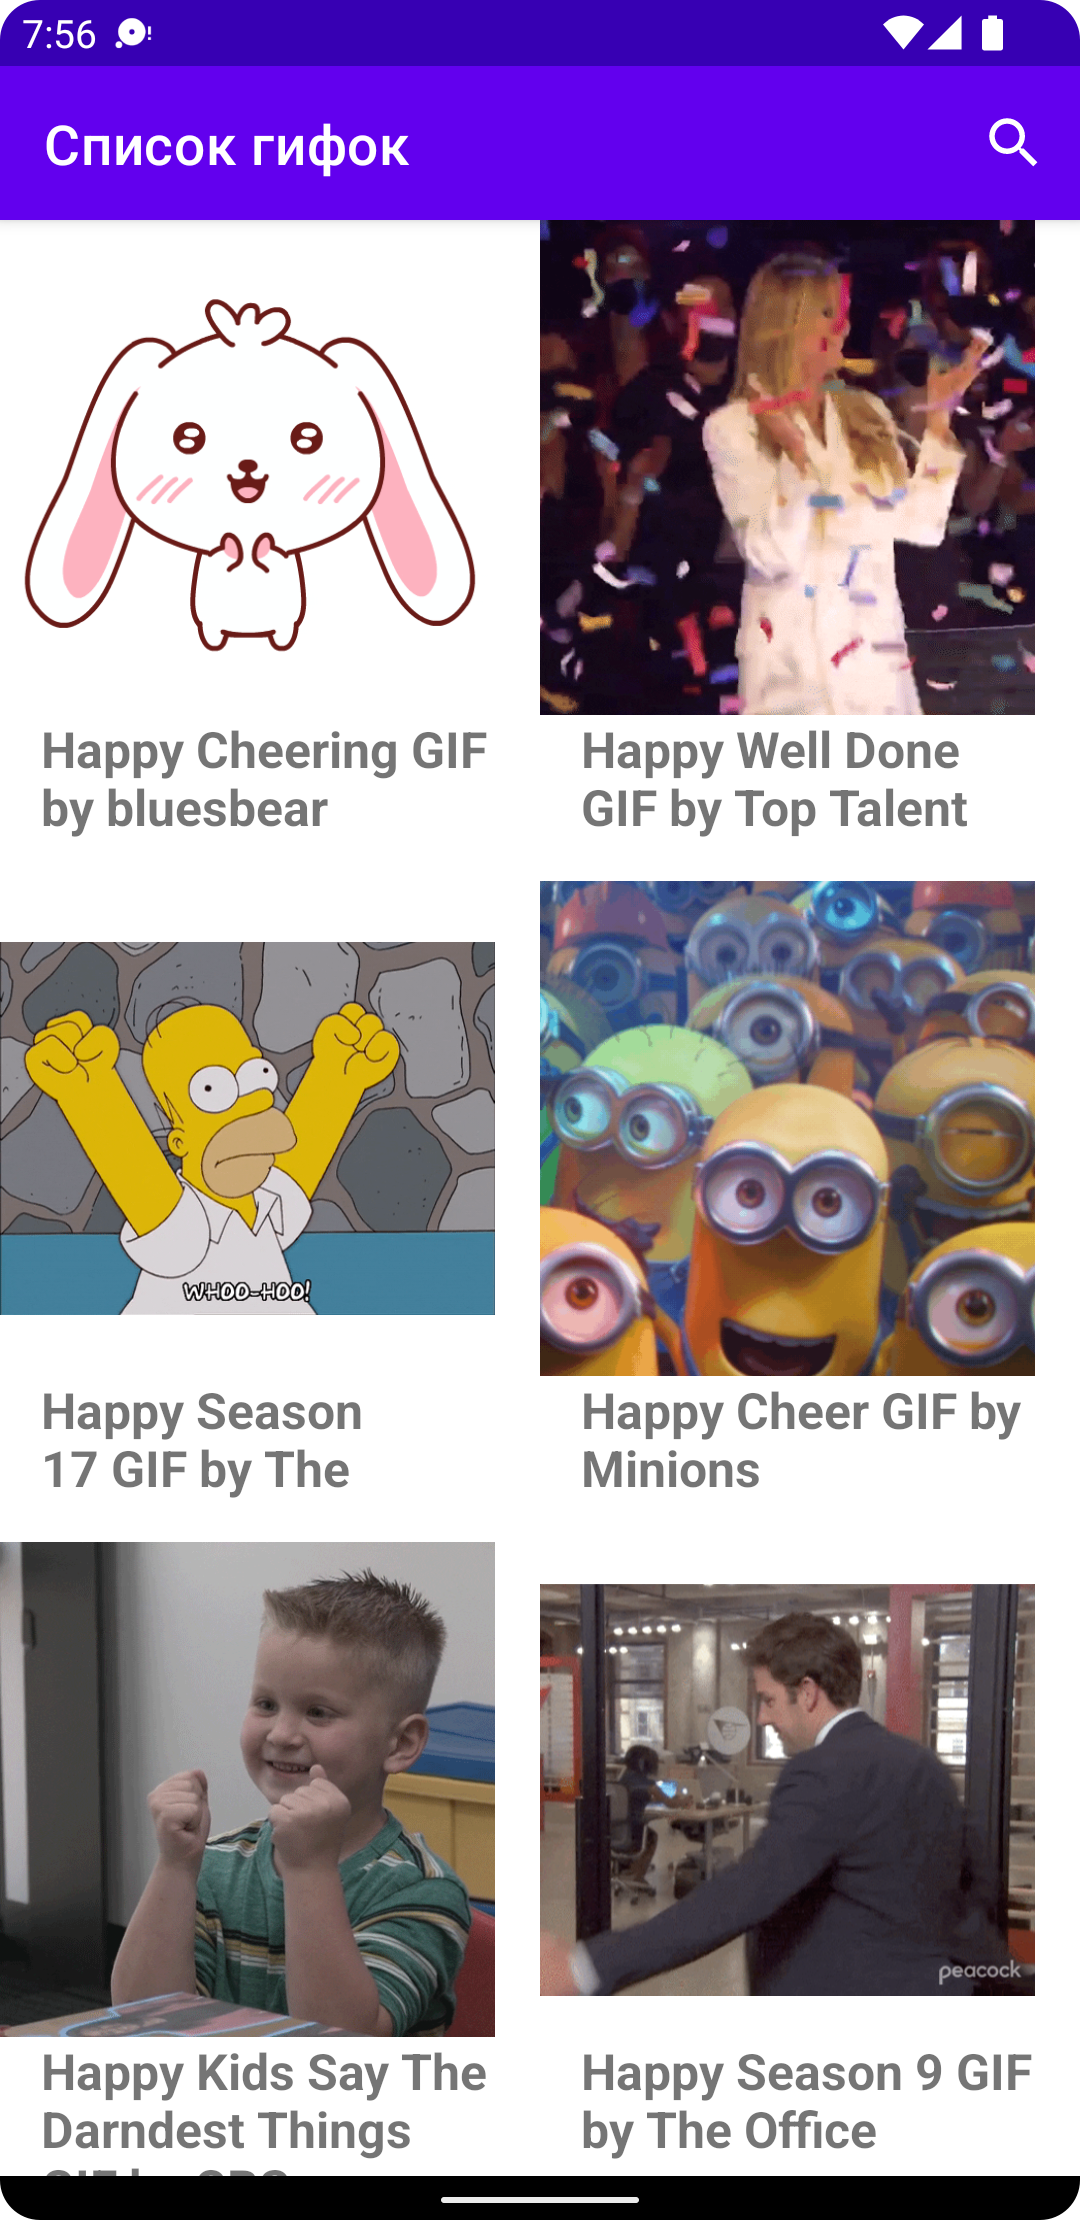 7:56
Список гифок
Happy Cheering GIF
by bluesbear
Happy Well Done
GIF by Top Talent
WHOO-HOO!
Happy Season
17 GIF by The
Happy Cheer GIF by
Minions
peacock
Happy Kids Say The
Darndest Things
Happy Season 9 GIF
by The Office